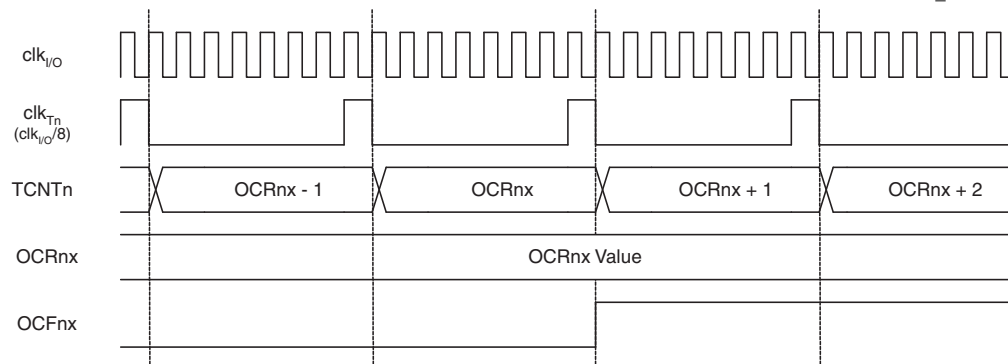 clkI/O
clkTn
(clkI/O/8)
TCNTn
OCRnx - 1
OCRnx
OCRnx + 1
OCRnx + 2
OCRnx
OCRnx Value
OCFnx